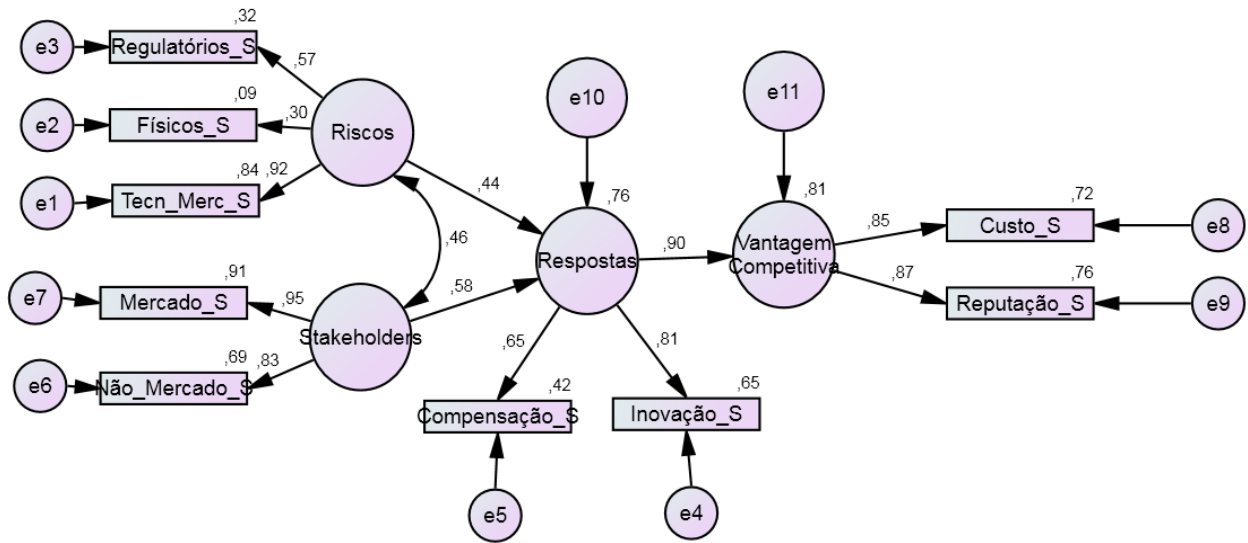 ,32
e3
Regulatórios_S
,57
,09
e2
Físicos_S
,30
Riscos
,84
,92
e1
Tecn_Merc_S
,44
,46
e10
e11
,76
Respostas
,90
,81
Vantagem
Competitiva
,85
,72
Custo_S
e8
,87
,76
Reputação_S
e9
,91
e7
Mercado_S
,95
,58
Stakeholders
,69
,83
e6
Não_Mercado_S
,65
,81
,42
Compensação_S
,65
Inovação_S
e5
e4